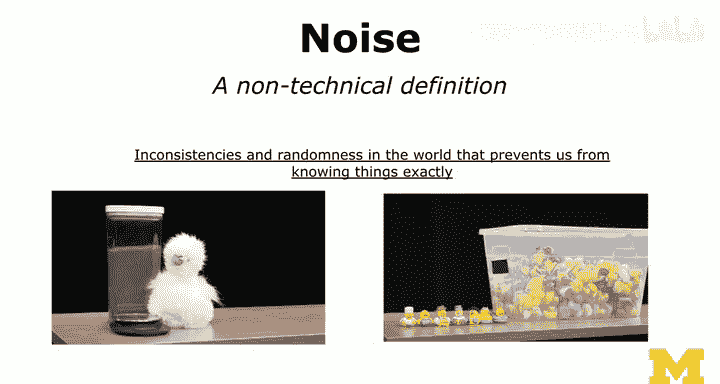 Noise
A non-technical definition
Inconsistencies and randomness in the world that prevents us from
knowing things exactly
M